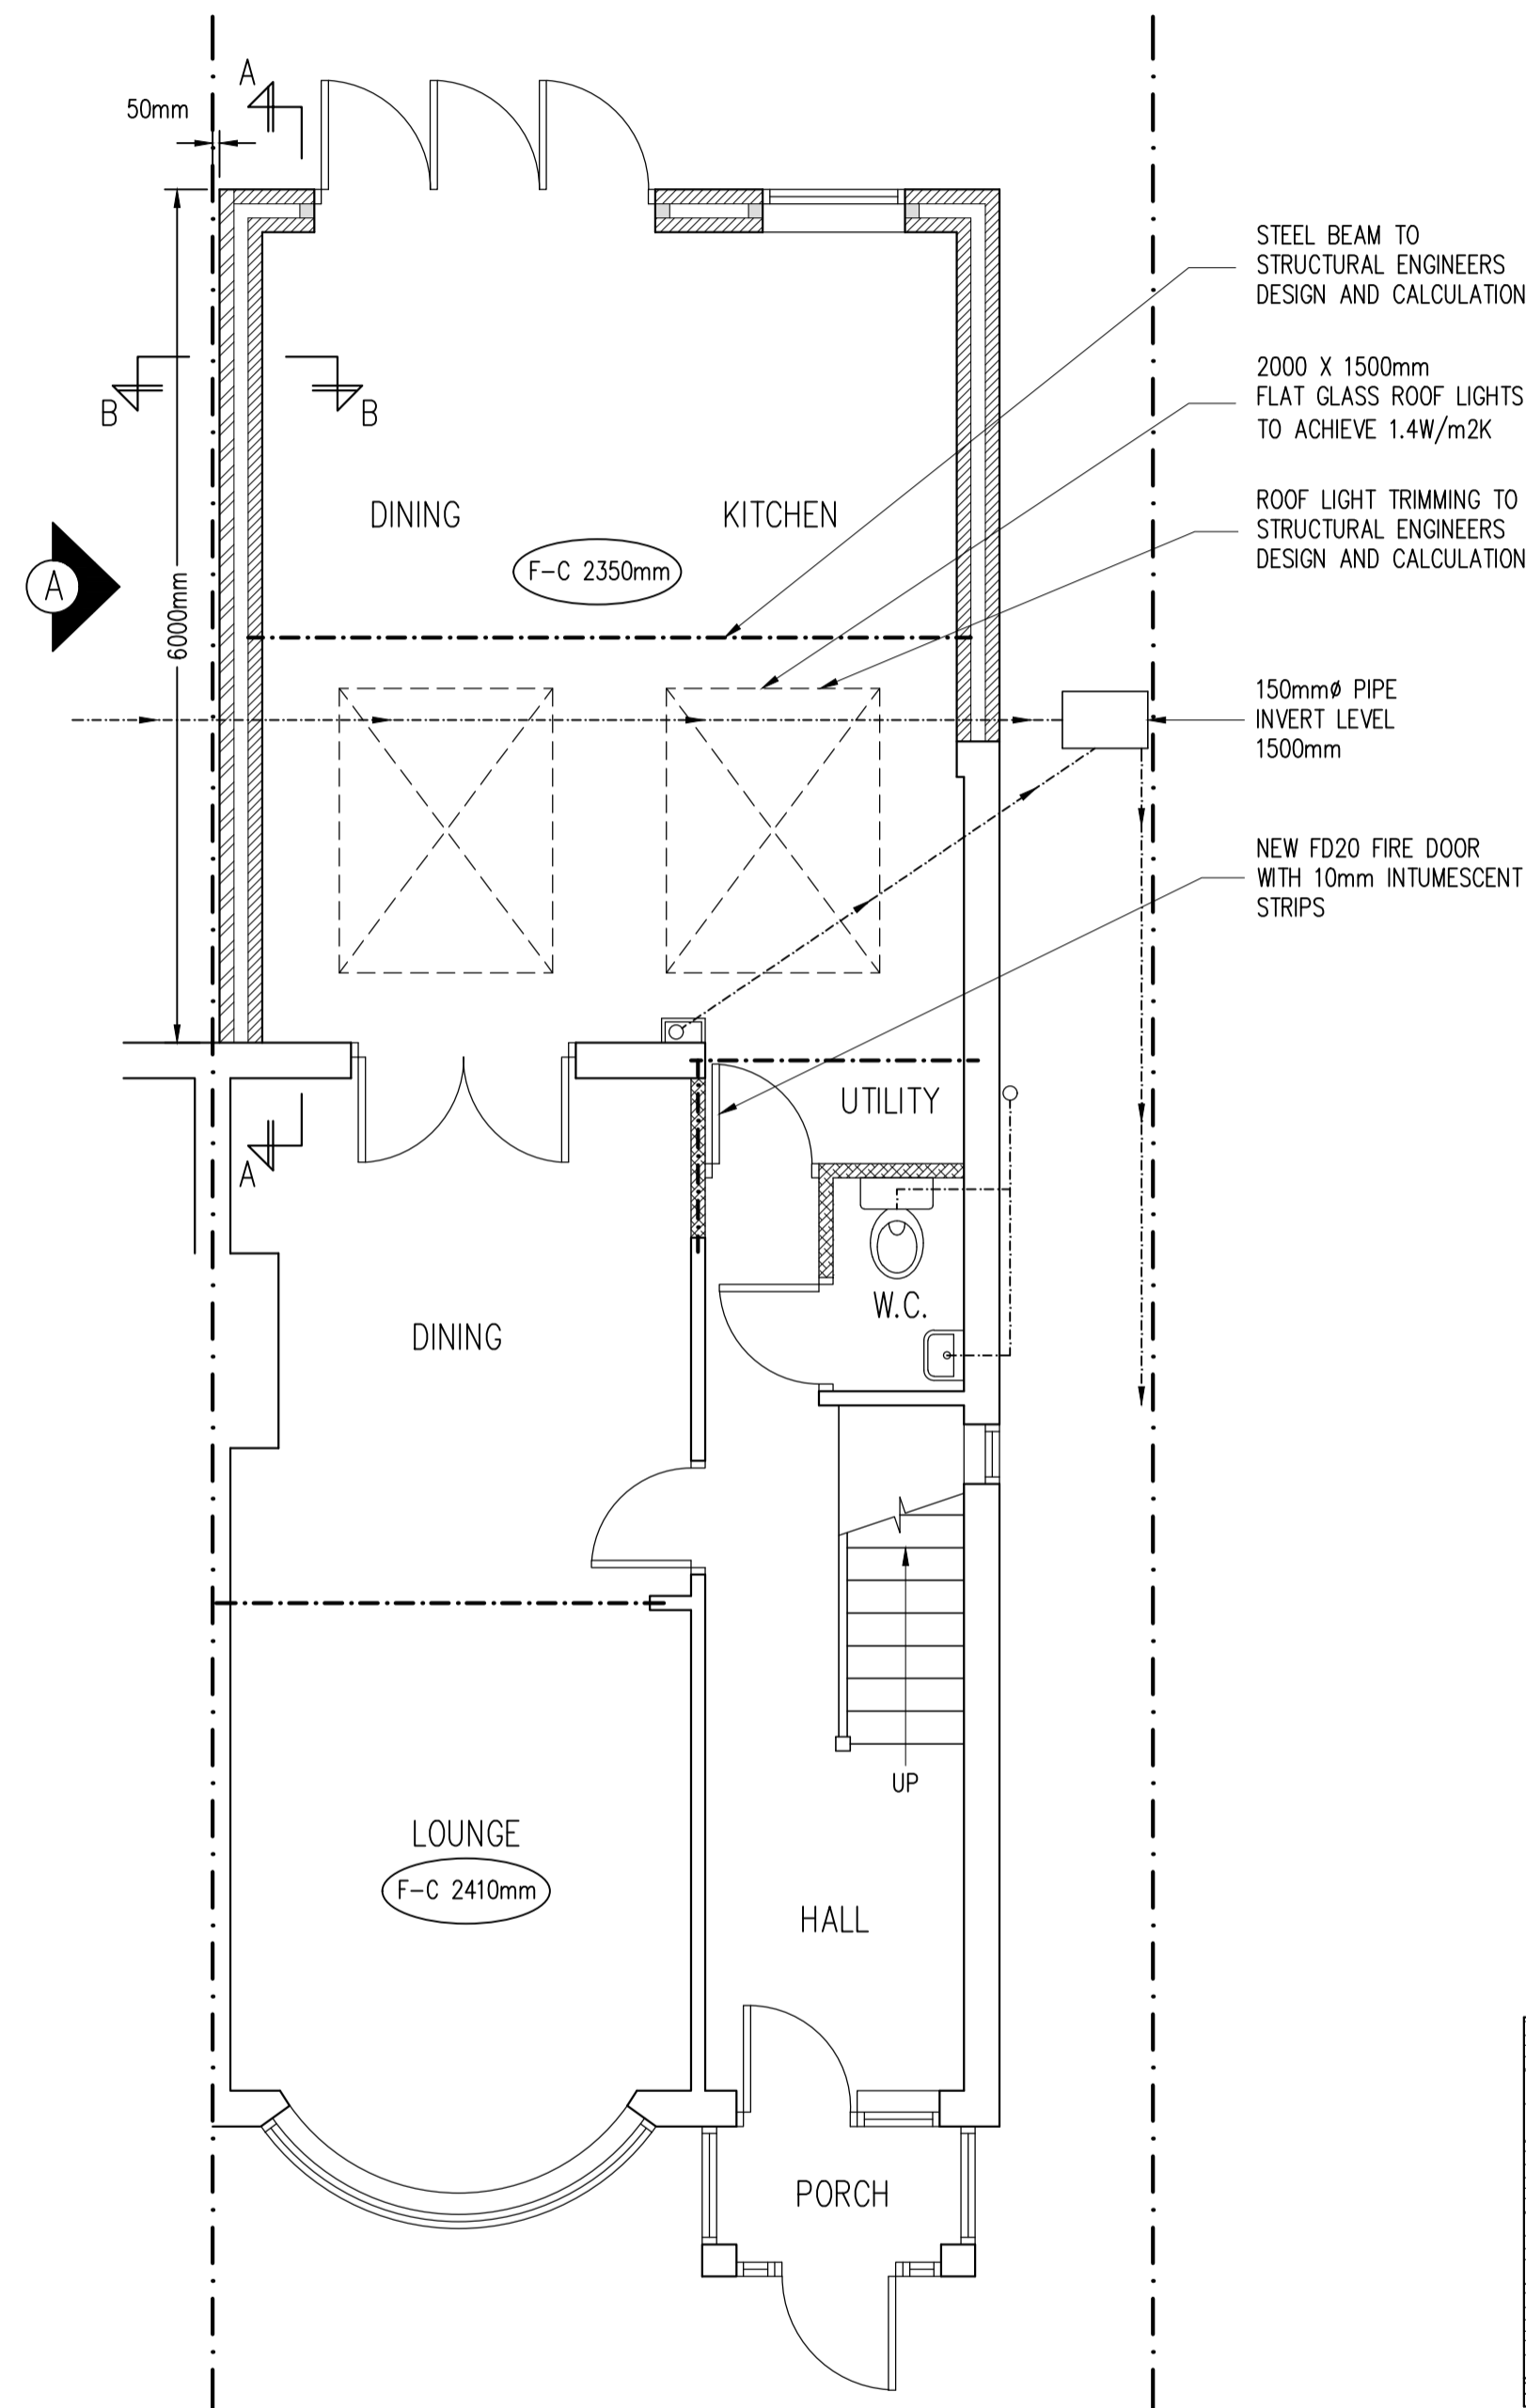 A
50mm
STEEL BEAM TO
STRUCTURAL ENGINEERS
DESIGN AND CALCULATION
2000 X 1500mm
FLAT GLASS ROOF LIGHTS
TO ACHIEVE 1.4W/m2K
B
B
ROOF LIGHT TRIMMING TO
STRUCTURAL ENGINEERS
DESIGN AND CALCULATION
DINING
KITCHEN
F-C 2350mm
A
6000mm
150mmø PIPE
INVERT LEVEL
1500mm
NEW FD20 FIRE DOOR
WITH 10mm INTUMESCENT
STRIPS
UTILITY
A
W.C.
DINING
UP
LOUNGE
F-C 2410mm
HALL
PORCH